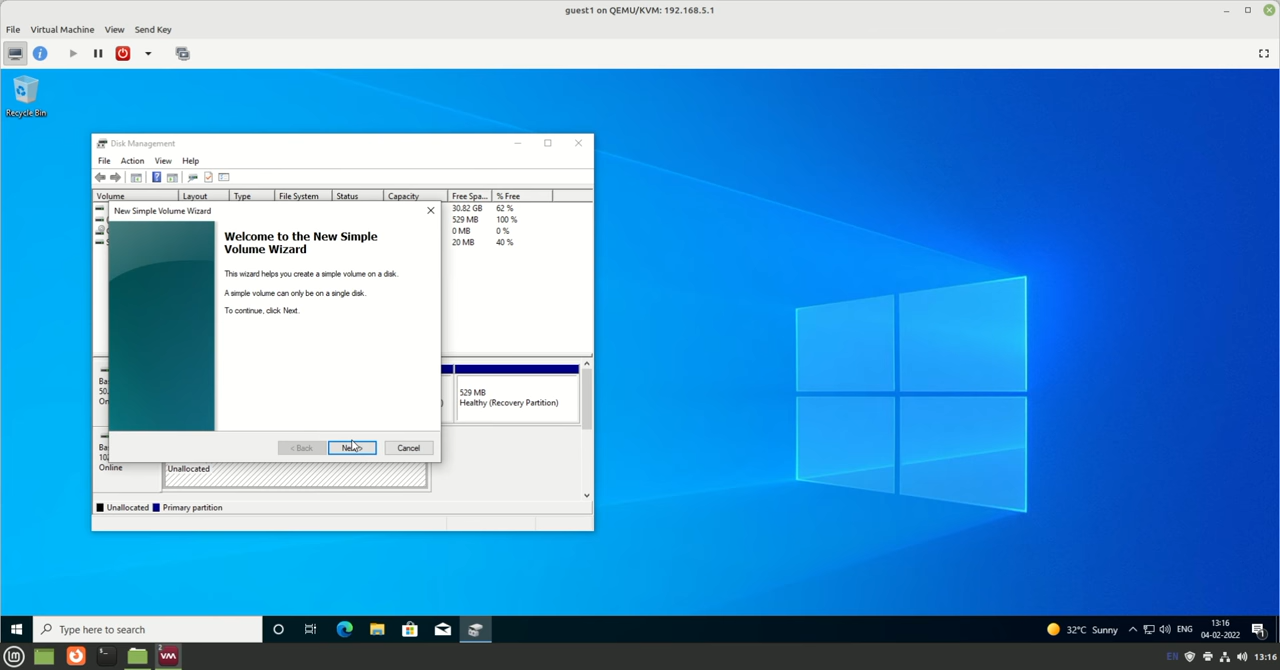 guest1 on QEMU/KVM: 192.168.5.1
File Virtual Machine View Send Key
Recycle Bin
Disk Management
File Action View Help
Volume Layout Type File System Status Capacity Free Spa... % Free
30.82 GB 62 %
529 MB 100 %
0 MB 0 %
20 MB 40 %
New Simple Volume Wizard
Welcome to the New Simple
Volume Wizard
This wizard helps you create a simple volume on a disk.
A simple volume can only be on a single disk.
To continue, click Next.
< Back Cancel
529 MB
Healthy (Recovery Partition)
Online
Unallocated
Unallocated Primary partition
Type here to search
32°C Sunny
ENG
13:16
04-02-2022
1
EN
13:16